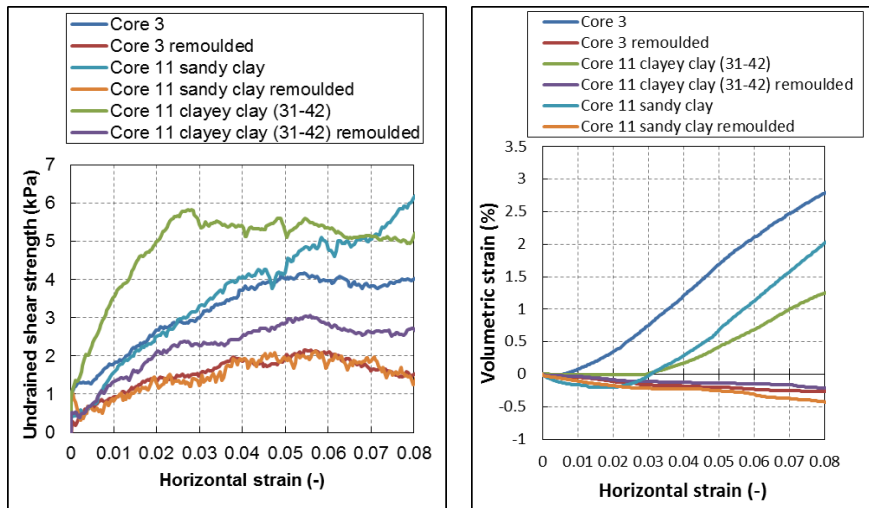 Core 3
Core 3 remoulded
Core 11 sandy clay
Core 11 sandy clay remoulded
Core 11 clayey clay (31-42)
Core 11 clayey clay (31-42) remoulded
7
6
5
4
3
2
1
0
Undrained shear strength (kPa)
0 0.01 0.02 0.03 0.04 0.05 0.06 0.07 0.08
Horizontal strain (-)
Core 3
Core 3 remoulded
Core 11 clayey clay (31-42)
Core 11 clayey clay (31-42) remoulded
Core 11 sandy clay
Core 11 sandy clay remoulded
3.5
3
2.5
2
1.5
1
0.5
0
-0.5
-1
Volumetric strain (%)
0 0.01 0.02 0.03 0.04 0.05 0.06 0.07 0.08
Horizontal strain (-)